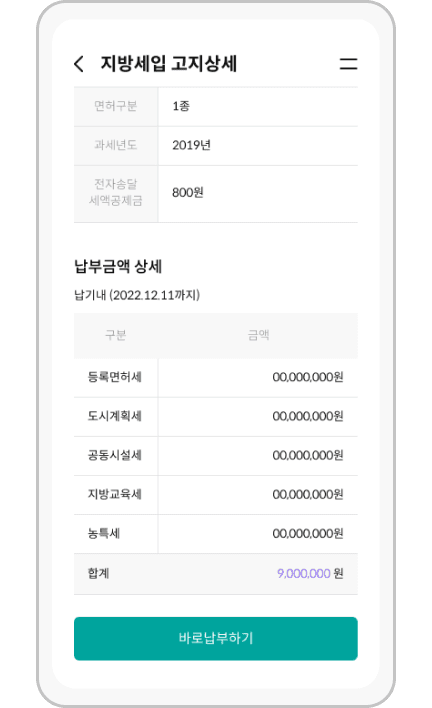 지방세입 고지상세
면허구분 1종
과세년도 2019년
전자송달
세액공제금 800원
납부금액 상세
납기내 (2022.12.11까지)
구분 금액
등록면허세 00,000,000원
도시계획세 00,000,000원
공동시설세 00,000,000원
지방교육세 00,000,000원
농특세 00,000,000원
합계 9,000,000 원
바로납부하기